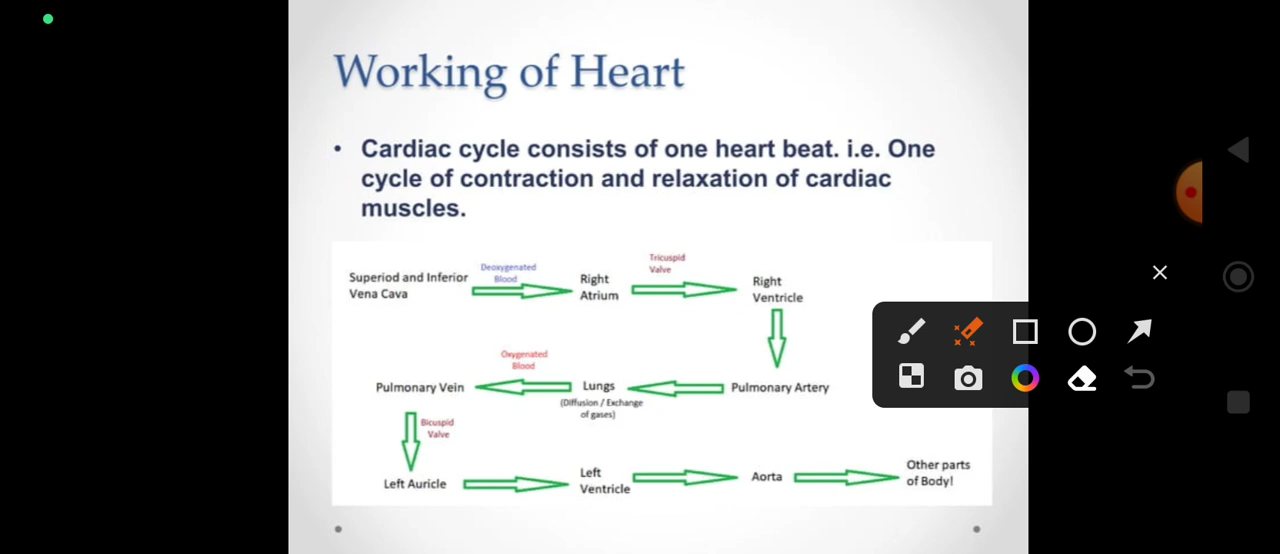 Working of Heart
• Cardiac cycle consists of one heart beat. i.e. One
cycle of contraction and relaxation of cardiac
muscles.
Superiod and Inferior
Vena Cava
Deoxygenated
Blood
Right
Atrium
Tricuspid
Valve
Right
Ventricle
Pulmonary Vein
Oxygenated
Blood
Lungs
(Diffusion / Exchange
of gases)
Pulmonary Artery
Bicuspid
Valve
Left Auricle
Left
Ventricle
Aorta
Other parts
of Body!